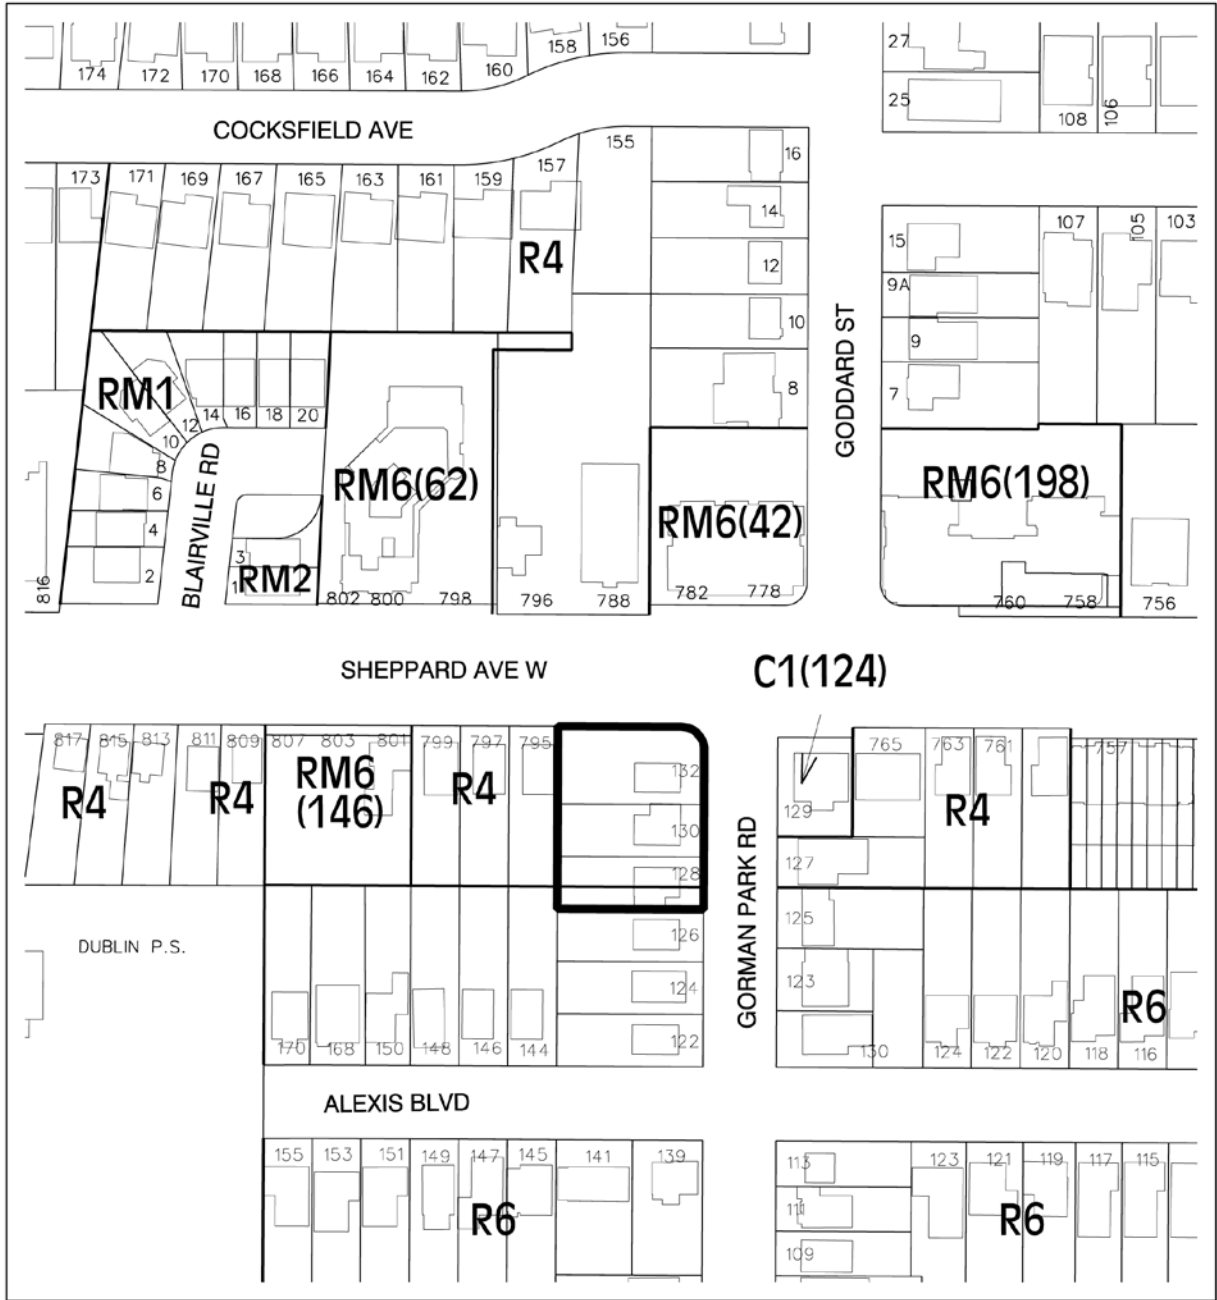 174 172 170 168 166 164 162 160 158 156
27
25
108 106
COCKSFIELD AVE
173 171 169 167 165 163 161 159 157 155
16
14
12
10
8
R4
GODDARD ST
15
9A
9
7
107 105 103
RM1
14 16 18 20
12
10
8
6
4
2
816
BLAIRVILLE RD
3
1
RM2
RM6(62)
802 800 798 796 788
RM6(42)
782 778
RM6(198)
760 758 756
SHEPPARD AVE W
C1(124)
817 815 813 811 809 807 803 801 799 797 795
R4
R4
RM6
(146)
R4
132
130
128
126
124
122
GORMAN PARK RD
129
127
125
123
130
765 763 761 757
R4
DUBLIN P.S.
170 168 150 148 146 144
124 122 120 118 116
R6
ALEXIS BLVD
155 153 151 149 147 145 141 139
R6
113
111
109
123 121 119 117 115
R6